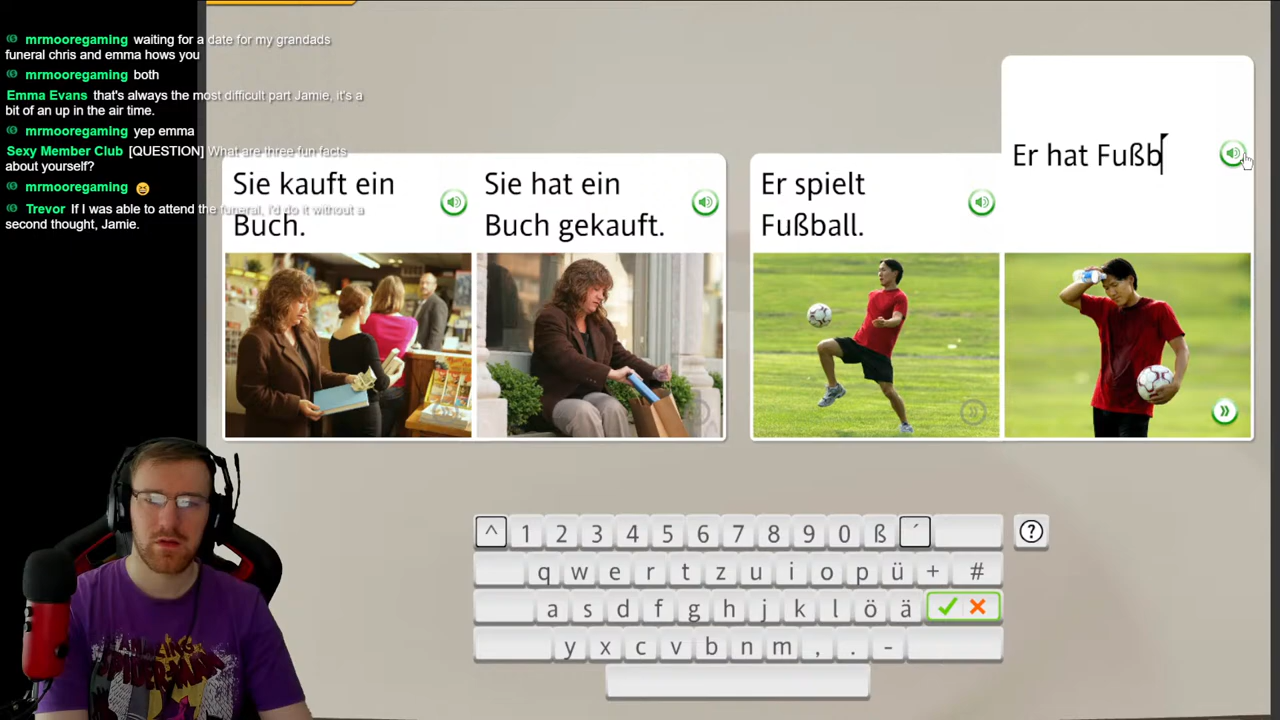 mrmooregaming waiting for a date for my grandads
funeral chris and emma hows you
mrmooregaming both
Emma Evans that's always the most difficult part Jamie, it's a
bit of an up in the air time.
mrmooregaming yep emma
Sexy Member Club [QUESTION] What are three fun facts
about yourself?
mrmooregaming 😆
Trevor If I was able to attend the funeral, i'd do it without a
second thought, Jamie.
Sie kauft ein
Buch.
Sie hat ein
Buch gekauft.
Er spielt
Fußball.
Er hat Fußb
^ 1 2 3 4 5 6 7 8 9 0 ß ´ ?
q w e r t z u i o p ü + #
a s d f g h j k l ö ä
y x c v b n m , . -